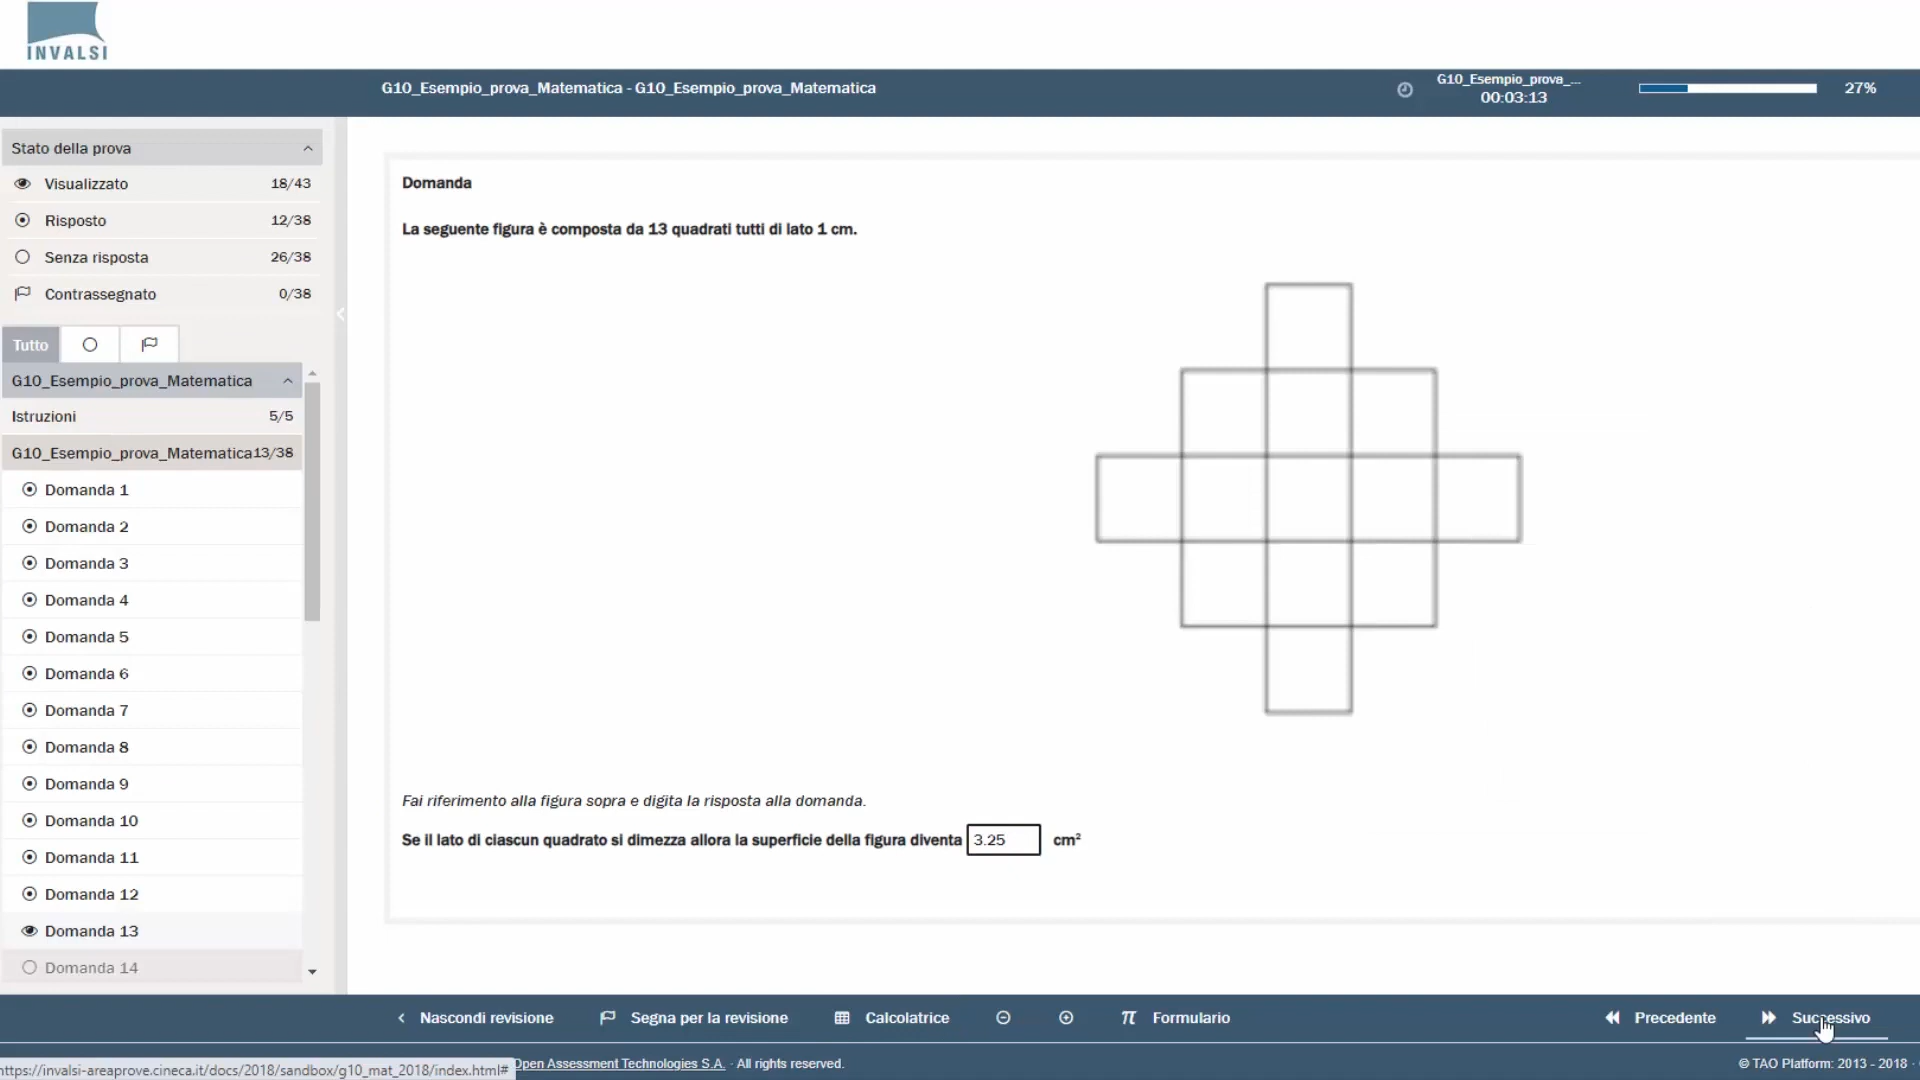 INVALSI
G10_Esempio_prova_Matematica - G10_Esempio_prova_Matematica
G10_Esempio_prova_...
00:03:13
27%
Stato della prova
Visualizzato 18/43
Risposto 12/38
Senza risposta 26/38
Contrassegnato 0/38
Tutto
G10_Esempio_prova_Matematica
Istruzioni 5/5
G10_Esempio_prova_Matematica 13/38
Domanda 1
Domanda 2
Domanda 3
Domanda 4
Domanda 5
Domanda 6
Domanda 7
Domanda 8
Domanda 9
Domanda 10
Domanda 11
Domanda 12
Domanda 13
Domanda 14
Domanda
La seguente figura è composta da 13 quadrati tutti di lato 1 cm.
Fai riferimento alla figura sopra e digita la risposta alla domanda.
Se il lato di ciascun quadrato si dimezza allora la superficie della figura diventa 3.25 cm²
Nascondi revisione Segna per la revisione Calcolatrice π Formulario Precedente Successivo
https://invalsi-areaprove.cineca.it/docs/2018/sandbox/g10_mat_2018/index.html# Open Assessment Technologies S.A. · All rights reserved. © TAO Platform: 2013 - 2018 ·